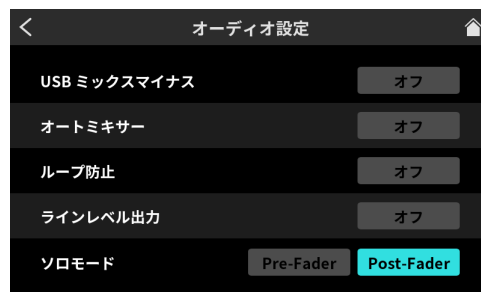 オーディオ設定
USB ミックスマイナス オフ
オートミキサー オフ
ループ防止 オフ
ラインレベル出力 オフ
ソロモード Pre-Fader Post-Fader